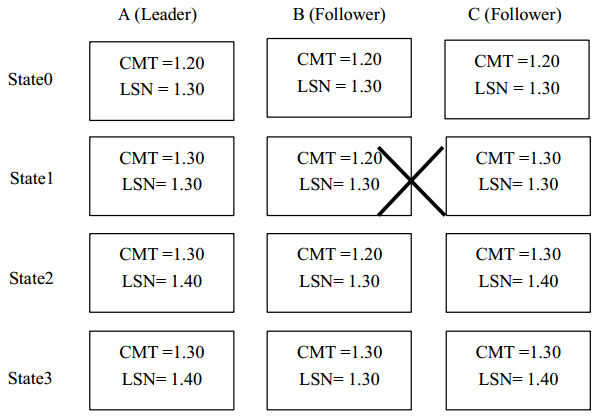 A (Leader) B (Follower) C (Follower)
State0 CMT =1.20 CMT =1.20 CMT =1.20
LSN = 1.30 LSN = 1.30 LSN = 1.30
State1 CMT =1.30 CMT =1.20 CMT =1.30
LSN= 1.30 LSN= 1.30 LSN= 1.30
State2 CMT =1.30 CMT =1.20 CMT =1.30
LSN= 1.40 LSN= 1.30 LSN= 1.40
State3 CMT =1.30 CMT =1.30 CMT =1.30
LSN= 1.40 LSN= 1.30 LSN= 1.40